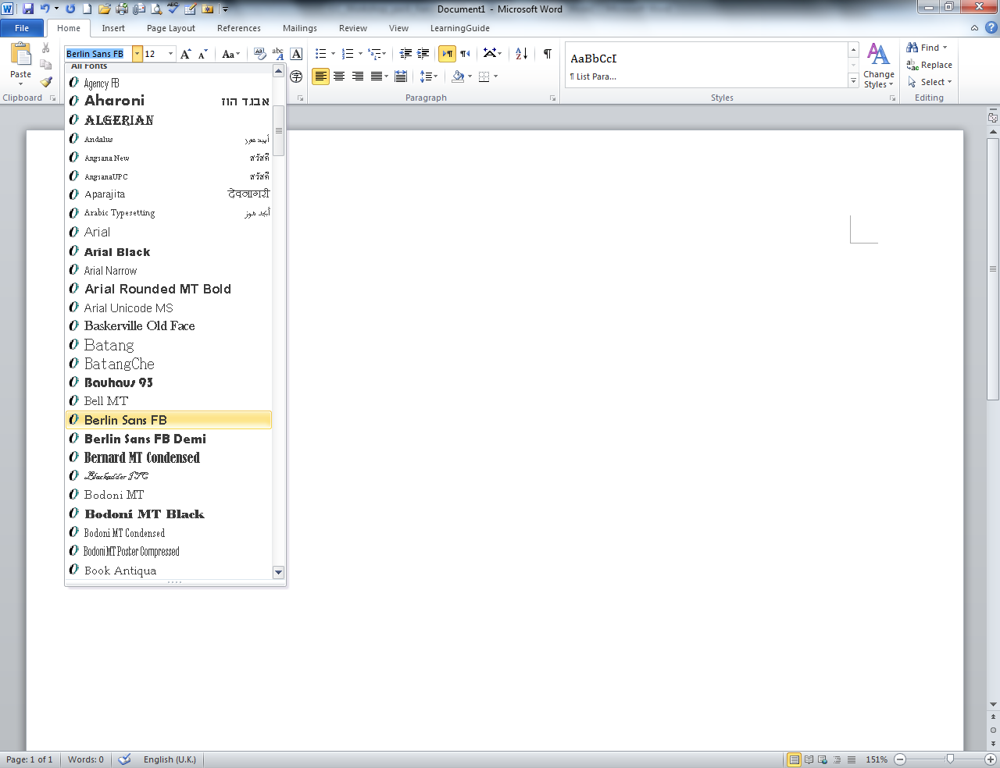 Document1 - Microsoft Word
File Home Insert Page Layout References Mailings Review View LearningGuide
Paste
Clipboard
Berlin Sans FB 12
Aa
Paragraph
AaBbCcI
¶ List Para...
Styles
Change
Styles
Find
Replace
Select
Editing
All Fonts
Agency FB
Aharoni אבגד הוז
ALGERIAN
Andalus أبجد هوز
Angsana New สวัสดี
AngsanaUPC สวัสดี
Aparajita देवनागरी
Arabic Typesetting أبجد هوز
Arial
Arial Black
Arial Narrow
Arial Rounded MT Bold
Arial Unicode MS
Baskerville Old Face
Batang
BatangChe
Bauhaus 93
Bell MT
Berlin Sans FB
Berlin Sans FB Demi
Bernard MT Condensed
Blackadder ITC
Bodoni MT
Bodoni MT Black
Bodoni MT Condensed
Bodoni MT Poster Compressed
Book Antiqua
Page: 1 of 1 Words: 0 English (U.K.) 151%